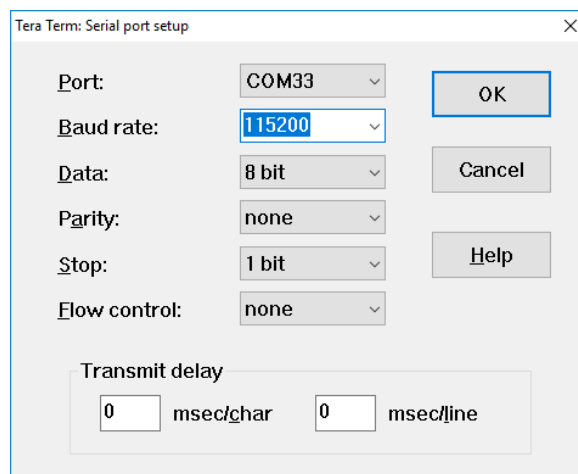 Tera Term: Serial port setup
Port: COM33 OK
Baud rate: 115200
Data: 8 bit Cancel
Parity: none
Stop: 1 bit Help
Flow control: none
Transmit delay
0 msec/char 0 msec/line